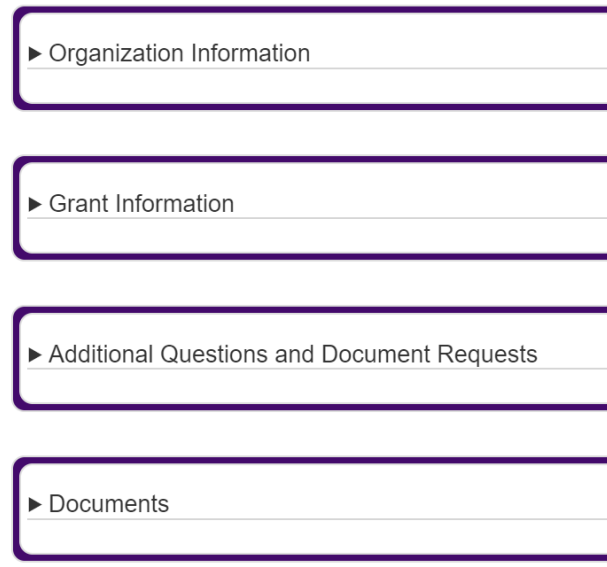 Organization Information
Grant Information
Additional Questions and Document Requests
Documents